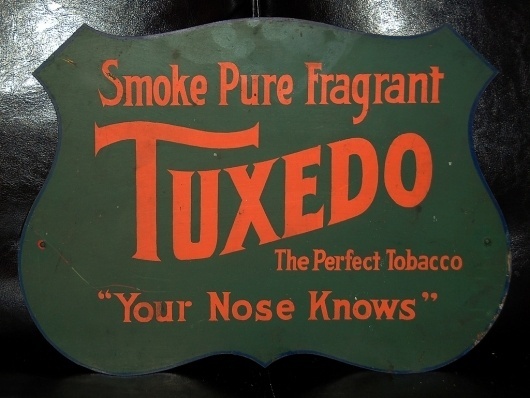 Smoke Pure Fragrant
TUXEDO
The Perfect Tobacco
"Your Nose Knows"